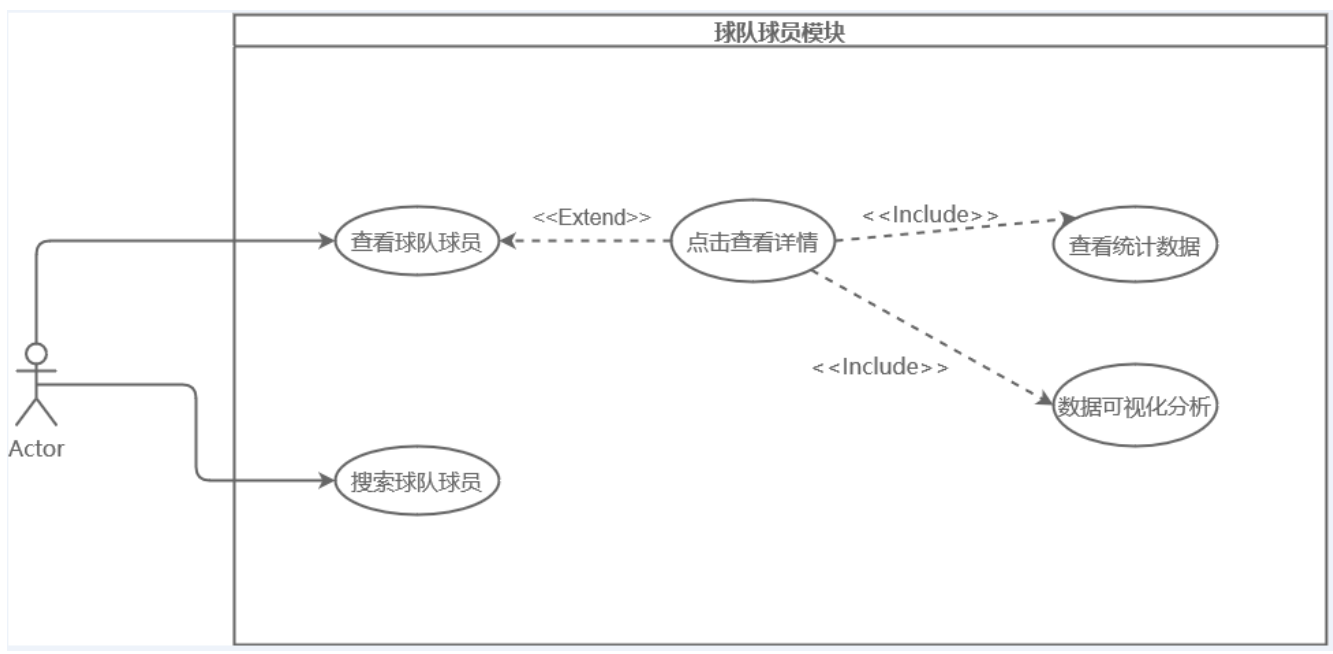 球队球员模块
查看球队球员
<<Extend>>
点击查看详情
<<Include>>
查看统计数据
<<Include>>
数据可视化分析
Actor
搜索球队球员